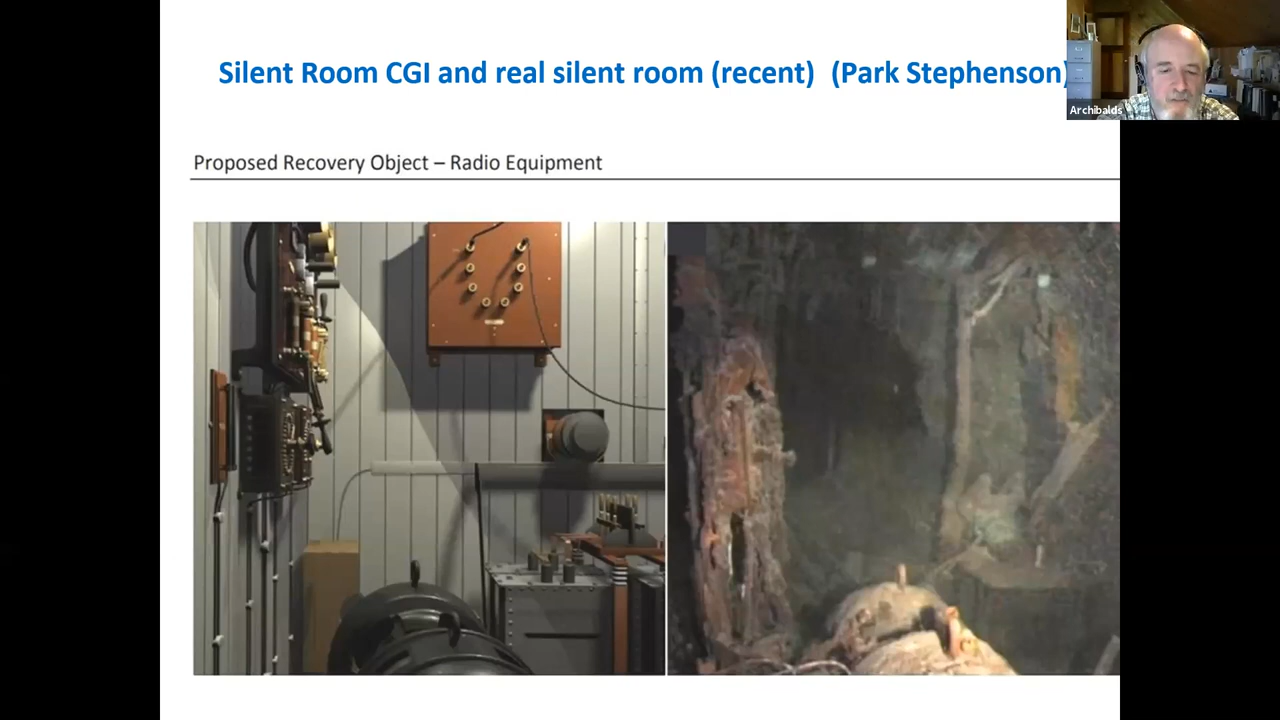 Silent Room CGI and real silent room (recent) (Park Stephenson)
Archibalds
Proposed Recovery Object – Radio Equipment